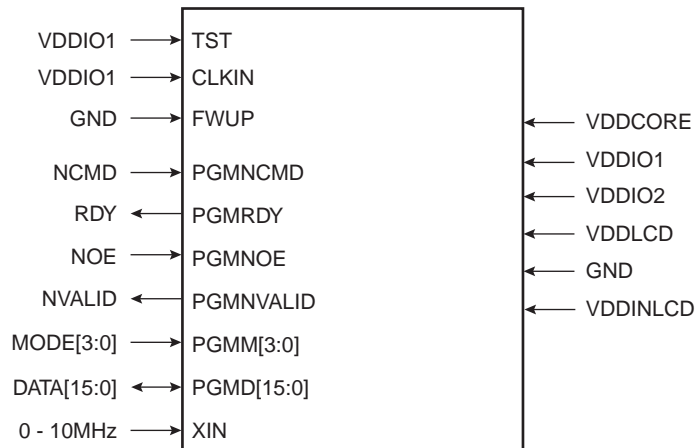 VDDIO1 TST
VDDIO1 CLKIN
GND FWUP
VDDCORE
VDDIO1
NCMD PGMNCMD
VDDIO2
RDY PGMRDY
VDDLCD
NOE PGMNOE
GND
NVALID PGMNVALID
VDDINLCD
MODE[3:0] PGMM[3:0]
DATA[15:0] PGMD[15:0]
0 - 10MHz XIN